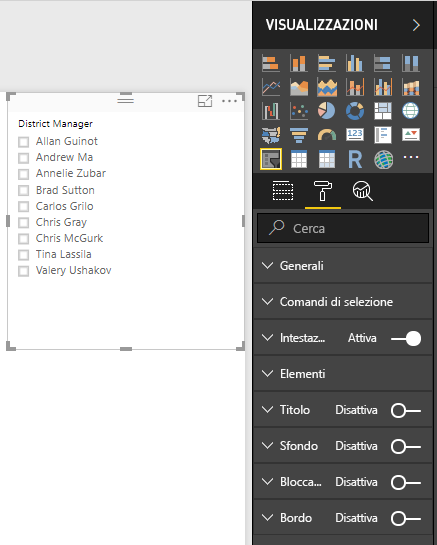 VISUALIZZAZIONI
District Manager
Allan Guinot
Andrew Ma
Annelie Zubar
Brad Sutton
Carlos Grilo
Chris Gray
Chris McGurk
Tina Lassila
Valery Ushakov
123
R
Cerca
Generali
Comandi di selezione
Intestaz... Attiva
Elementi
Titolo Disattiva
Sfondo Disattiva
Blocca... Disattiva
Bordo Disattiva